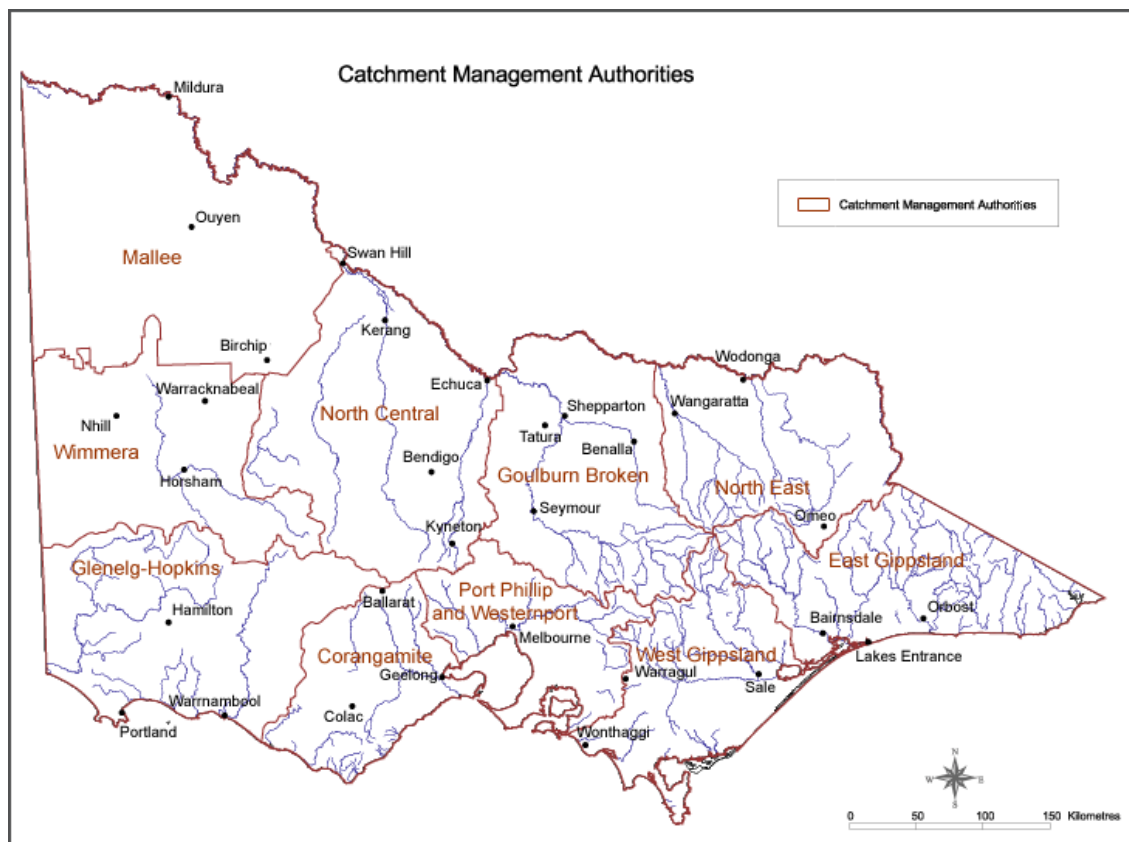 Catchment Management Authorities
Mildura
Catchment Management Authorities
Ouyen
Swan Hill
Mallee
Kerang
Birchip
Wodonga
Echuca
Warracknabeal
Wangaratta
Shepparton
North Central
Nhill
Tatura
Benalla
Wimmera
Bendigo
Goulburn Broken
Horsham
North East
Seymour
Omeo
Kyneton
East Gippsland
Glenelg-Hopkins
Port Phillip
and Westernport
Ballarat
Hamilton
Orbost
Bairnsdale
Melbourne
Corangamite
West Gippsland
Lakes Entrance
Geelong
Warragul
Sale
Warrnambool
Colac
Portland
Wonthaggi
N
W E
S
0 50 100 150 Kilometres